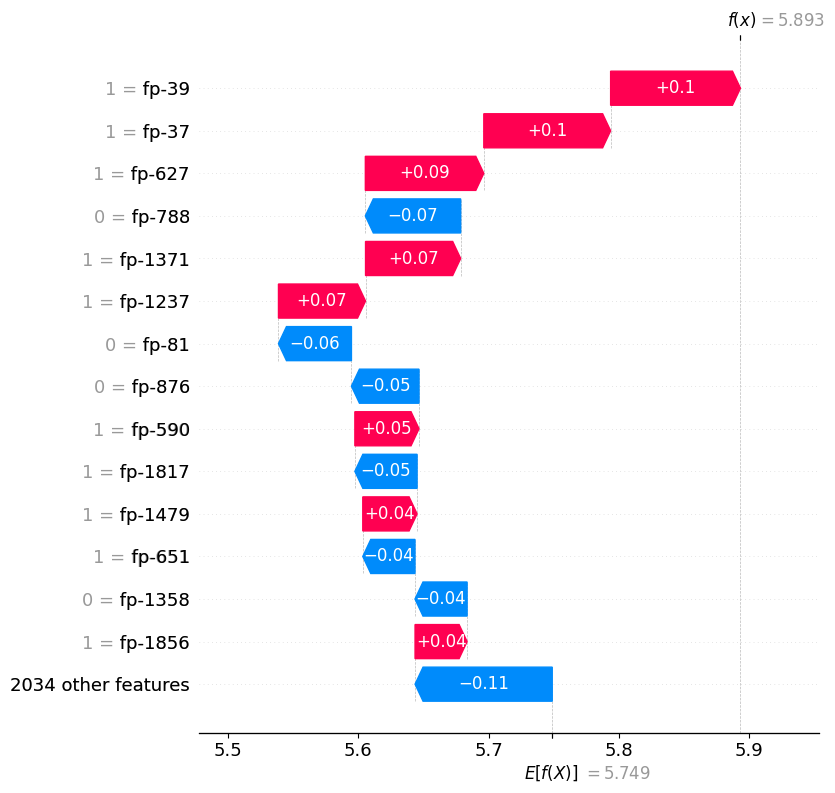 f(x) = 5.893
1 = fp-39 +0.1
1 = fp-37 +0.1
1 = fp-627 +0.09
0 = fp-788 −0.07
1 = fp-1371 +0.07
1 = fp-1237 +0.07
0 = fp-81 −0.06
0 = fp-876 −0.05
1 = fp-590 +0.05
1 = fp-1817 −0.05
1 = fp-1479 +0.04
1 = fp-651 −0.04
0 = fp-1358 −0.04
1 = fp-1856 +0.04
2034 other features −0.11
5.5 5.6 5.7 5.8 5.9
E[f(X)] = 5.749